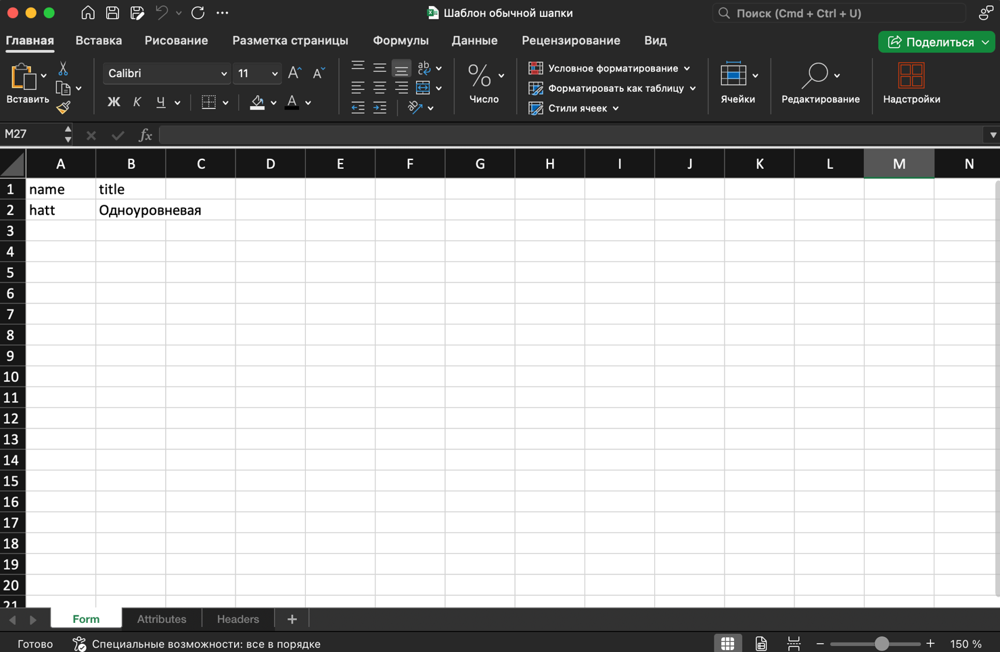 Шаблон обычной шапки
Поиск (Cmd + Ctrl + U)
Главная Вставка Рисование Разметка страницы Формулы Данные Рецензирование Вид
Поделиться
Вставить
Calibri 11
Ж К Ч
Число
Условное форматирование
Форматировать как таблицу
Стили ячеек
Ячейки
Редактирование
Надстройки
M27
fx
A B C D E F G H I J K L M N
1 name title
2 hatt Одноуровневая
3
4
5
6
7
8
9
10
11
12
13
14
15
16
17
18
19
20
21
Form Attributes Headers +
Готово
Специальные возможности: все в порядке
150 %